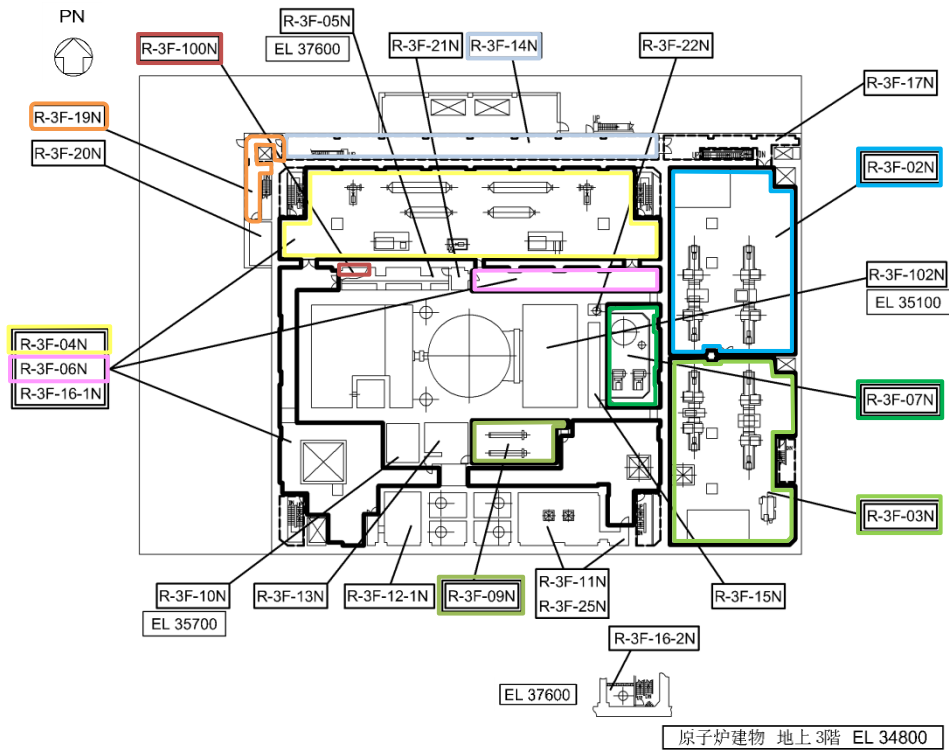 PN
R-3F-05N
EL 37600
R-3F-100N
R-3F-21N
R-3F-14N
R-3F-22N
R-3F-17N
R-3F-19N
R-3F-20N
R-3F-02N
R-3F-102N
EL 35100
R-3F-04N
R-3F-06N
R-3F-16-1N
R-3F-07N
R-3F-03N
R-3F-10N
EL 35700
R-3F-13N
R-3F-12-1N
R-3F-09N
R-3F-11N
R-3F-25N
R-3F-15N
R-3F-16-2N
EL 37600
原子炉建物 地上 3階 EL 34800